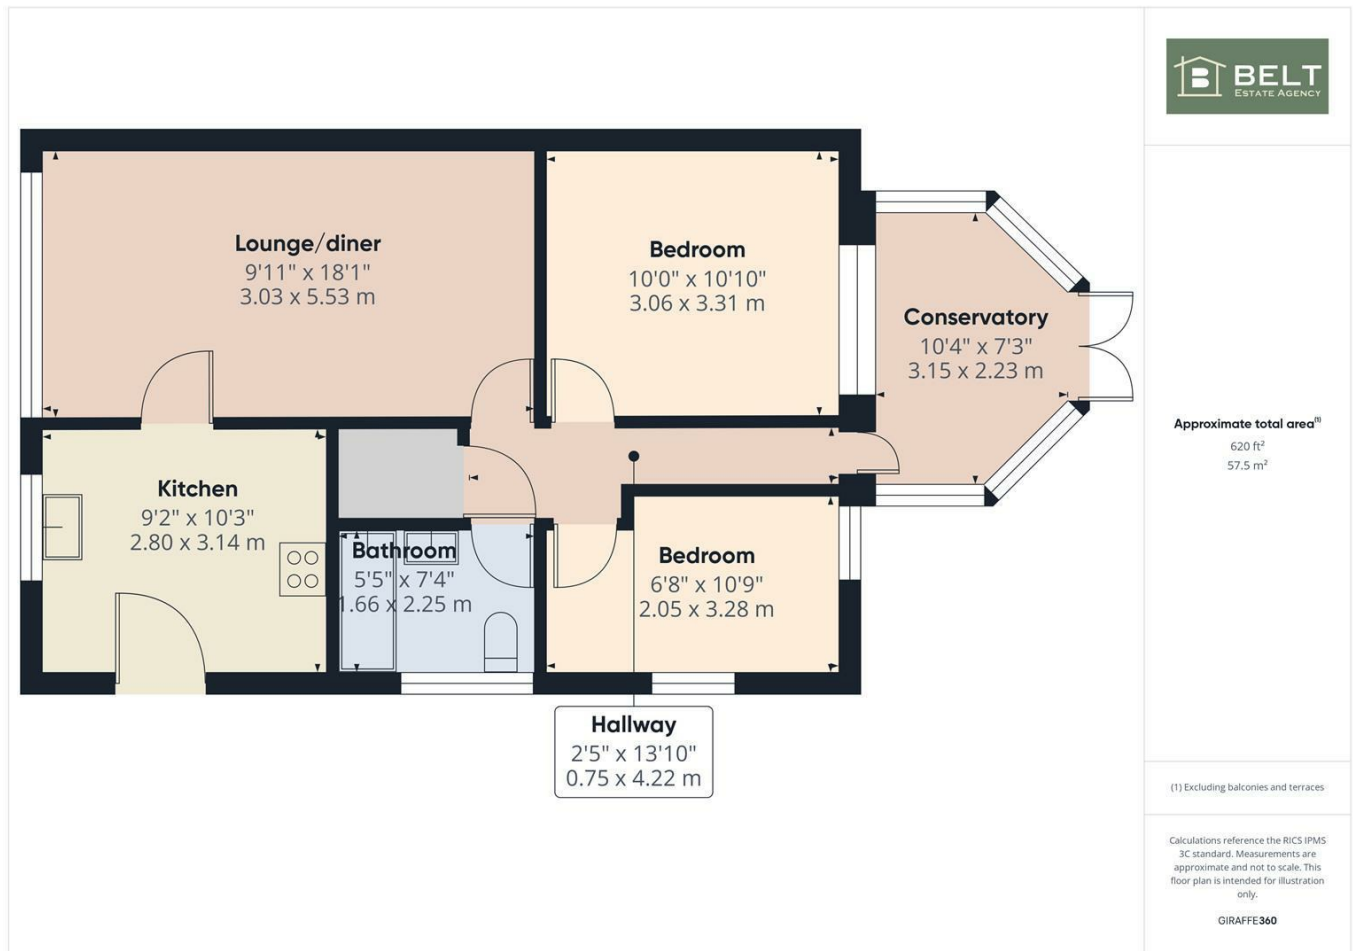 B BELT
ESTATE AGENCY
Lounge/diner
9'11" x 18'1"
3.03 x 5.53 m
Bedroom
10'0" x 10'10"
3.06 x 3.31 m
Conservatory
10'4" x 7'3"
3.15 x 2.23 m
Kitchen
9'2" x 10'3"
2.80 x 3.14 m
Bathroom
5'5" x 7'4"
1.66 x 2.25 m
Bedroom
6'8" x 10'9"
2.05 x 3.28 m
Hallway
2'5" x 13'10"
0.75 x 4.22 m
Approximate total area⁽¹⁾
620 ft²
57.5 m²
(1) Excluding balconies and terraces
Calculations reference the RICS IPMS
3C standard. Measurements are
approximate and not to scale. This
floor plan is intended for illustration
only.
GIRAFFE360